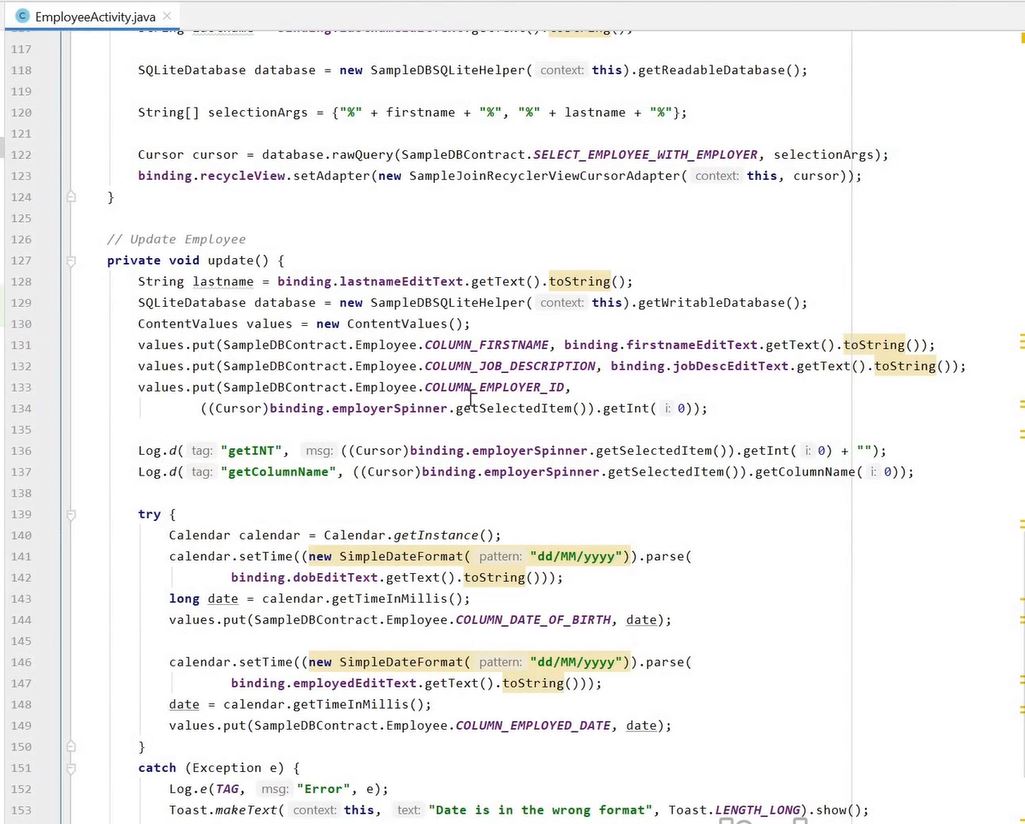 EmployeeActivity.java
117
118 SQLiteDatabase database = new SampleDBSQLiteHelper( context: this).getReadableDatabase();
119
120 String[] selectionArgs = {"%" + firstname + "%", "%" + lastname + "%"};
121
122 Cursor cursor = database.rawQuery(SampleDBContract.SELECT_EMPLOYEE_WITH_EMPLOYER, selectionArgs);
123 binding.recycleView.setAdapter(new SampleJoinRecyclerViewCursorAdapter( context: this, cursor));
124 }
125
126 // Update Employee
127 private void update() {
128 String lastname = binding.lastnameEditText.getText().toString();
129 SQLiteDatabase database = new SampleDBSQLiteHelper( context: this).getWritableDatabase();
130 ContentValues values = new ContentValues();
131 values.put(SampleDBContract.Employee.COLUMN_FIRSTNAME, binding.firstnameEditText.getText().toString());
132 values.put(SampleDBContract.Employee.COLUMN_JOB_DESCRIPTION, binding.jobDescEditText.getText().toString());
133 values.put(SampleDBContract.Employee.COLUMN_EMPLOYER_ID,
134 ((Cursor)binding.employerSpinner.getSelectedItem()).getInt( i: 0));
135
136 Log.d( tag: "getINT", msg: ((Cursor)binding.employerSpinner.getSelectedItem()).getInt( i: 0) + "");
137 Log.d( tag: "getColumnName", ((Cursor)binding.employerSpinner.getSelectedItem()).getColumnName( i: 0));
138
139 try {
140 Calendar calendar = Calendar.getInstance();
141 calendar.setTime((new SimpleDateFormat( pattern: "dd/MM/yyyy")).parse(
142 binding.dobEditText.getText().toString()));
143 long date = calendar.getTimeInMillis();
144 values.put(SampleDBContract.Employee.COLUMN_DATE_OF_BIRTH, date);
145
146 calendar.setTime((new SimpleDateFormat( pattern: "dd/MM/yyyy")).parse(
147 binding.employedEditText.getText().toString()));
148 date = calendar.getTimeInMillis();
149 values.put(SampleDBContract.Employee.COLUMN_EMPLOYED_DATE, date);
150 }
151 catch (Exception e) {
152 Log.e(TAG, msg: "Error", e);
153 Toast.makeText( context: this, text: "Date is in the wrong format", Toast.LENGTH_LONG).show();